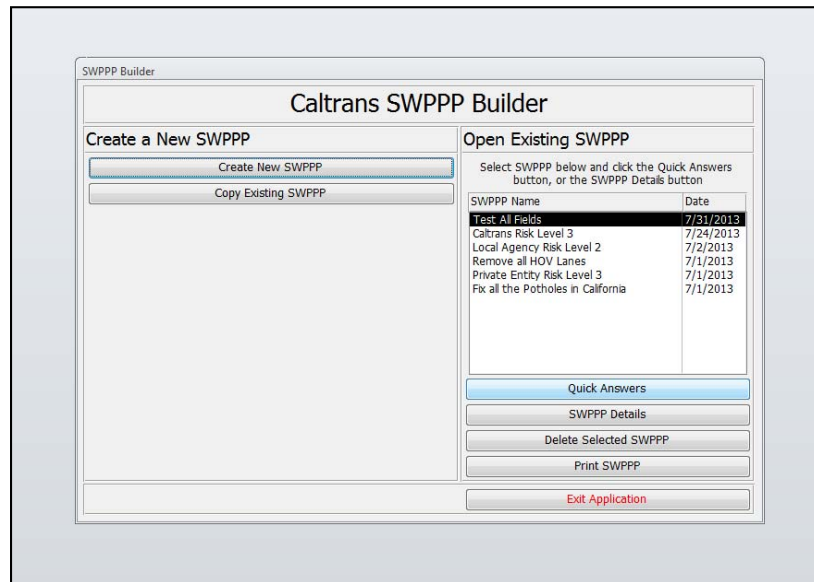 SWPPP Builder
Caltrans SWPPP Builder
Create a New SWPPP
Create New SWPPP
Copy Existing SWPPP
Open Existing SWPPP
Select SWPPP below and click the Quick Answers
button, or the SWPPP Details button
SWPPP Name Date
Test All Fields 7/31/2013
Caltrans Risk Level 3 7/24/2013
Local Agency Risk Level 2 7/2/2013
Remove all HOV Lanes 7/1/2013
Private Entity Risk Level 3 7/1/2013
Fix all the Potholes in California 7/1/2013
Quick Answers
SWPPP Details
Delete Selected SWPPP
Print SWPPP
Exit Application